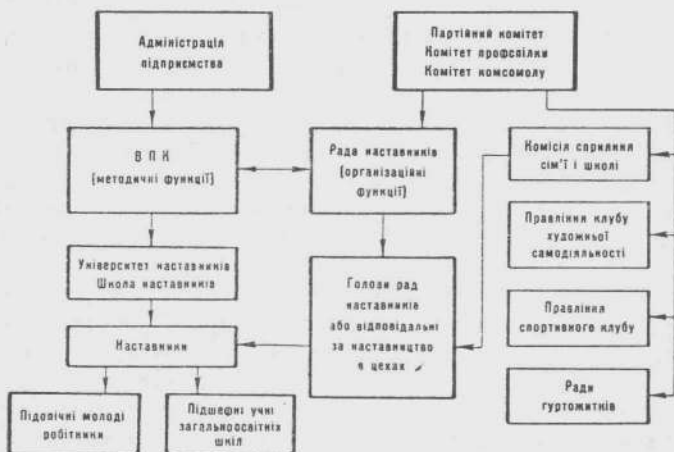 Адміністрація
підприємства
Партійний комітет
Комітет профспілки
Комітет комсомолу
ВПК
(методичні функції)
Рада наставників
(організаційні
функції)
Комісія сприяння
сім'ї і школі
Правління клубу
художньої
самодіяльності
Університет наставників
Школа наставників
Голови рад
наставників
або відповідальні
за наставництво
в цехах
Правління
спортивного клубу
Наставники
Ради
гуртожитків
Підопічні молоді
робітники
Підшефні учні
загальноосвітніх
шкіл